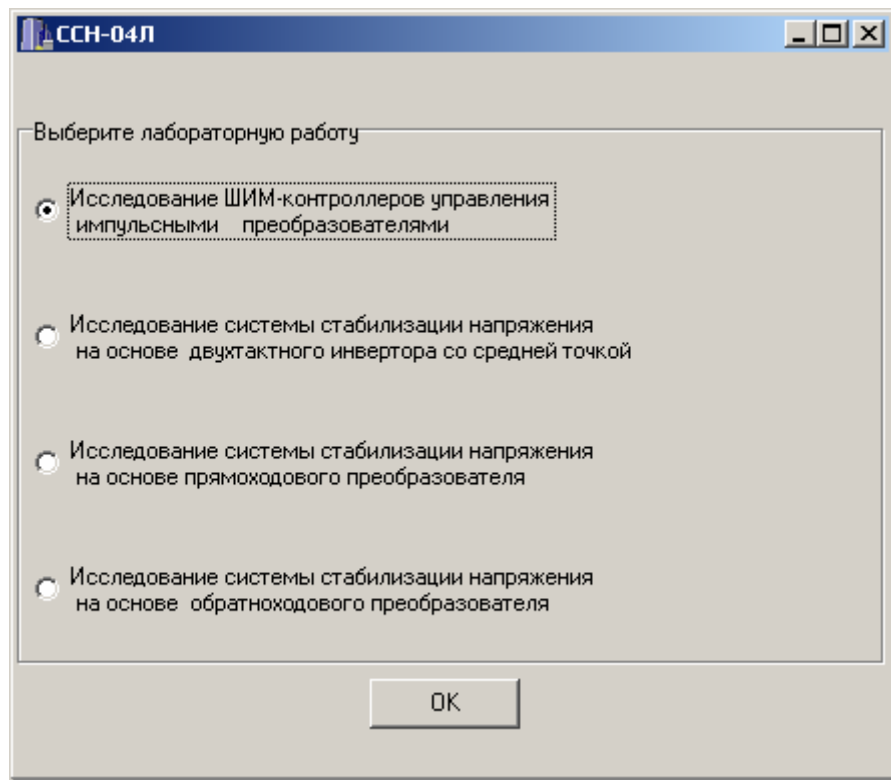 ССН-04Л
Выберите лабораторную работу
Исследование ШИМ-контроллеров управления
импульсными преобразователями
Исследование системы стабилизации напряжения
на основе двухтактного инвертора со средней точкой
Исследование системы стабилизации напряжения
на основе прямоходового преобразователя
Исследование системы стабилизации напряжения
на основе обратноходового преобразователя
OK